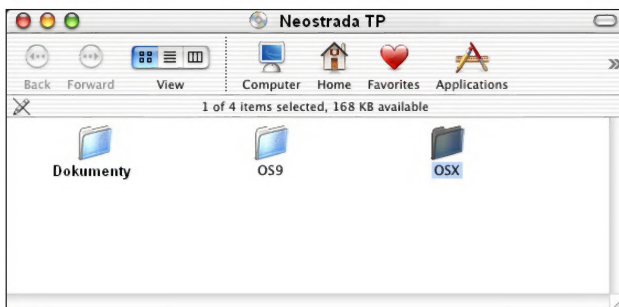 Neostrada TP
Back Forward View Computer Home Favorites Applications
1 of 4 items selected, 168 KB available
Dokumenty OS9 OSX